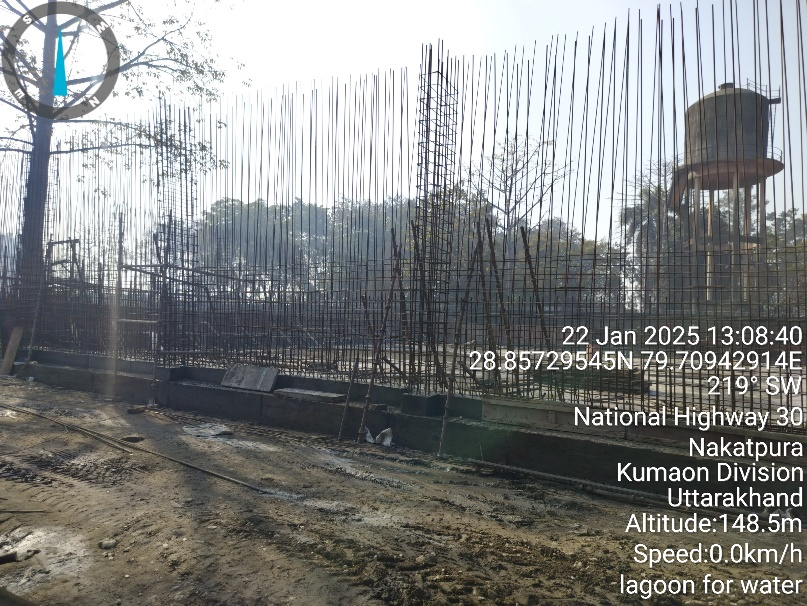 22 Jan 2025 13:08:40
28.85729545N 79.70942914E
219° SW
National Highway 30
Nakatpura
Kumaon Division
Uttarakhand
Altitude:148.5m
Speed:0.0km/h
lagoon for water